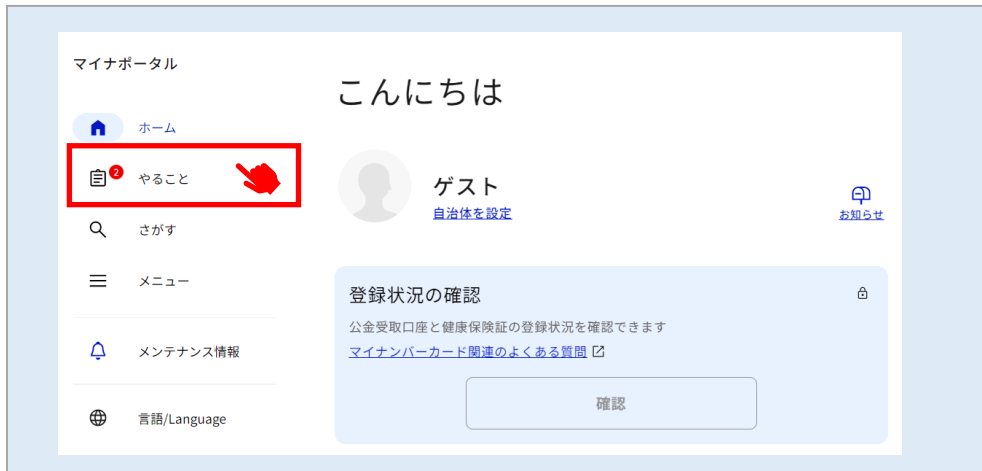 マイナポータル
ホーム
2
やること
さがす
メニュー
メンテナンス情報
言語/Language
こんにちは
ゲスト
自治体を設定
お知らせ
登録状況の確認
公金受取口座と健康保険証の登録状況を確認できます
マイナンバーカード関連のよくある質問
確認